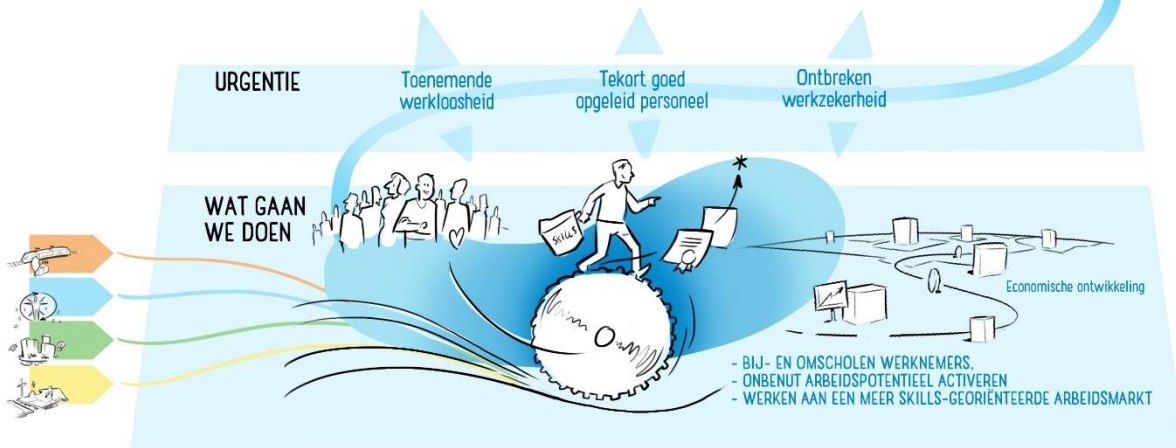 URGENTIE
Toenemende
werkloosheid
Tekort goed
opgeleid personeel
Ontbreken
werkzekerheid
WAT GAAN
WE DOEN
SKILLS
Economische ontwikkeling
- BIJ- EN OMSCHOLEN WERKNEMERS,
- ONBENUT ARBEIDSPOTENTIEEL ACTIVEREN
- WERKEN AAN EEN MEER SKILLS-GEORIËNTEERDE ARBEIDSMARKT